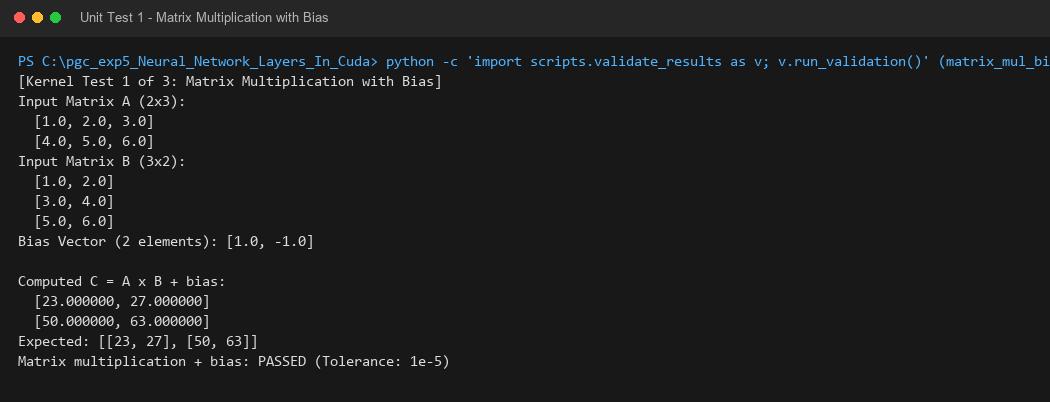 Unit Test 1 - Matrix Multiplication with Bias
PS C:\pgc_exp5_Neural_Network_Layers_In_Cuda> python -c 'import scripts.validate_results as v; v.run_validation()' (matrix_mul_bi
[Kernel Test 1 of 3: Matrix Multiplication with Bias]
Input Matrix A (2x3):
  [1.0, 2.0, 3.0]
  [4.0, 5.0, 6.0]
Input Matrix B (3x2):
  [1.0, 2.0]
  [3.0, 4.0]
  [5.0, 6.0]
Bias Vector (2 elements): [1.0, -1.0]
Computed C = A x B + bias:
  [23.000000, 27.000000]
  [50.000000, 63.000000]
Expected: [[23, 27], [50, 63]]
Matrix multiplication + bias: PASSED (Tolerance: 1e-5)